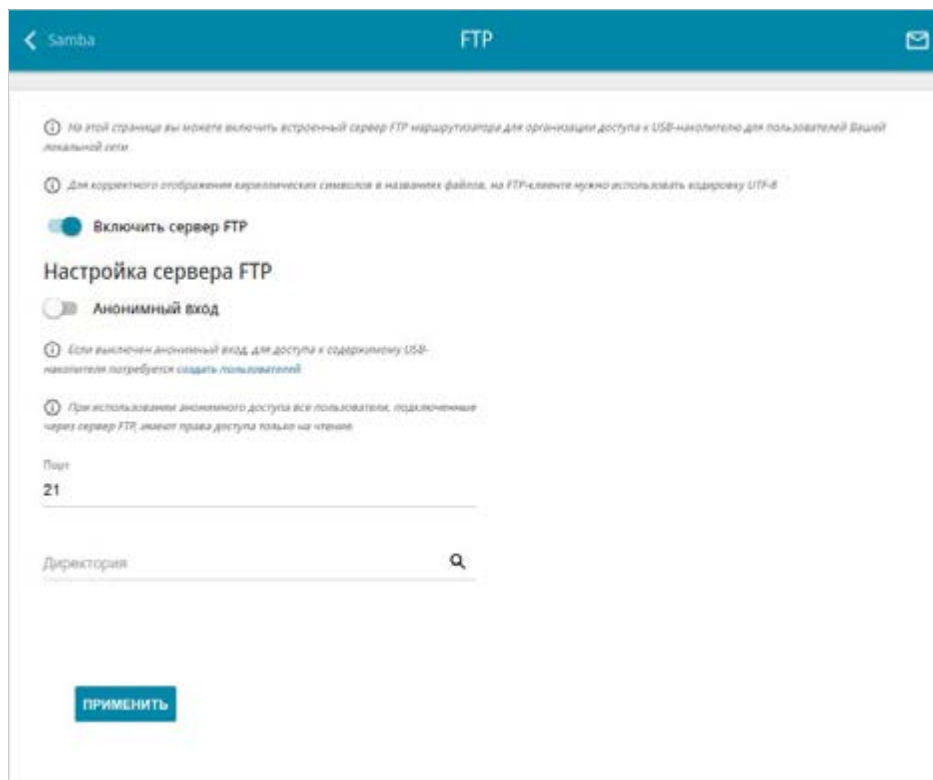 Samba
FTP
На этой странице вы можете включить встроенный сервер FTP маршрутизатора для организации доступа к USB-накопителю для пользователей Вашей
локальной сети.
Для корректного отображения кириллических символов в названиях файлов, на FTP-клиенте нужно использовать кодировку UTF-8
Включить сервер FTP
Настройка сервера FTP
Анонимный вход
Если выключен анонимный вход, для доступа к содержимому USB-
накопителя потребуется создать пользователей
При использовании анонимного доступа все пользователи, подключенные
через сервер FTP, имеют права доступа только на чтение.
Порт
21
Директория
ПРИМЕНИТЬ